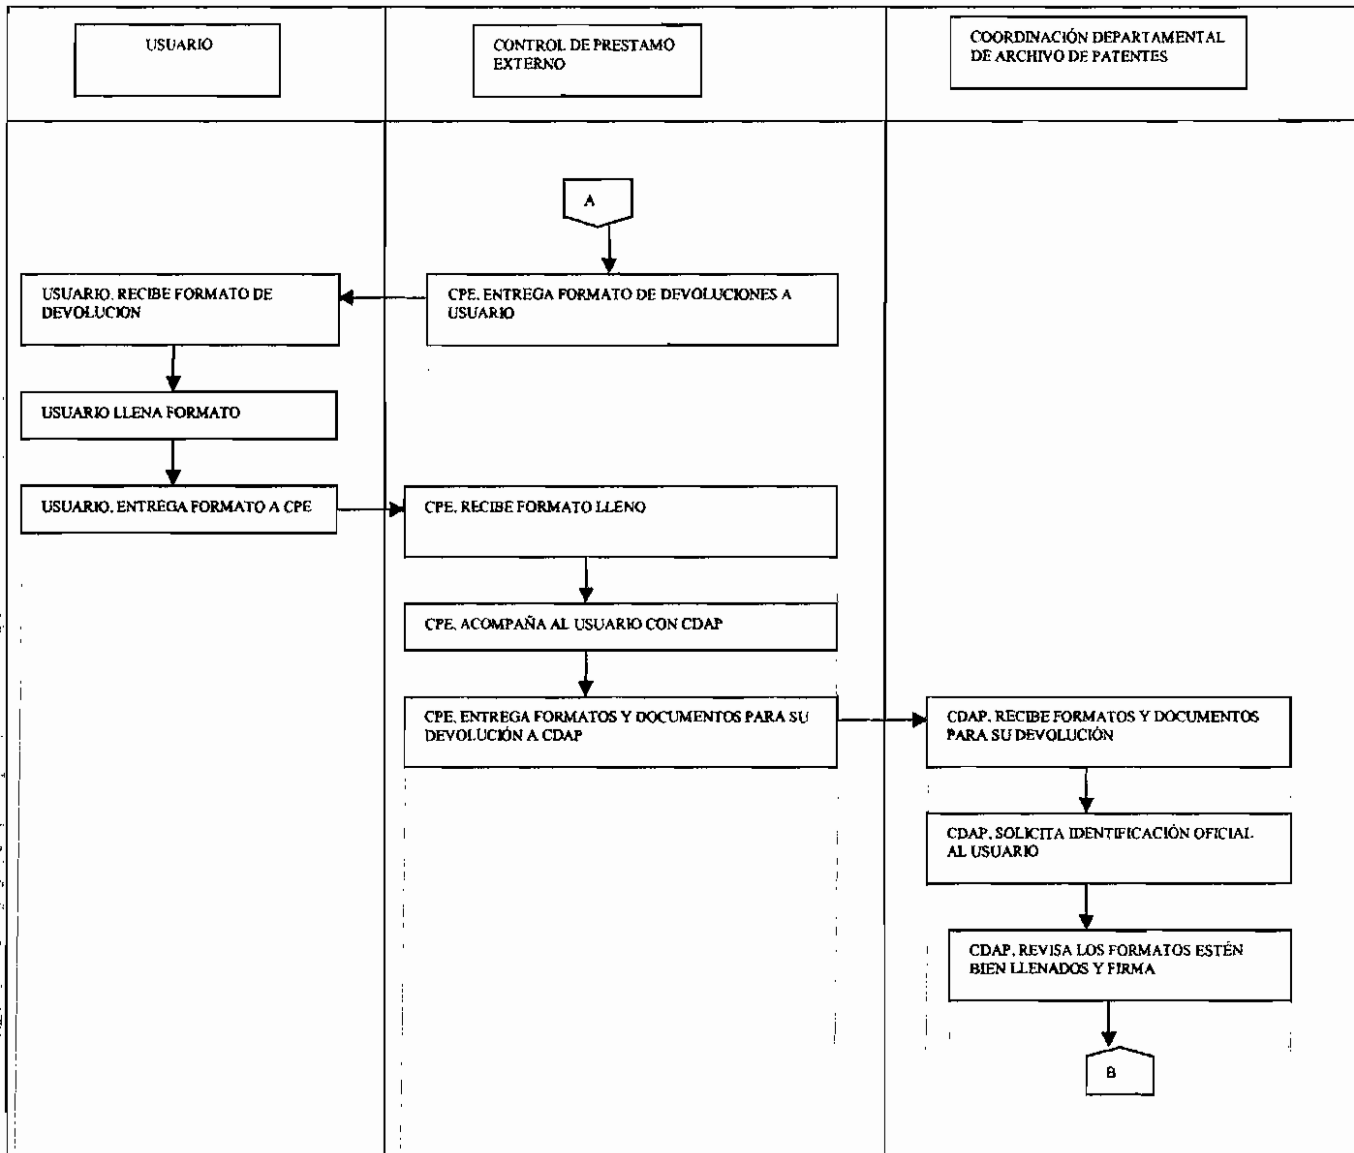 USUARIO
CONTROL DE PRESTAMO
EXTERNO
COORDINACIÓN DEPARTAMENTAL
DE ARCHIVO DE PATENTES
A
CPE, ENTREGA FORMATO DE DEVOLUCIONES A
USUARIO
USUARIO, RECIBE FORMATO DE
DEVOLUCION
USUARIO LLENA FORMATO
USUARIO, ENTREGA FORMATO A CPE
CPE, RECIBE FORMATO LLENO
CPE, ACOMPAÑA AL USUARIO CON CDAP
CPE, ENTREGA FORMATOS Y DOCUMENTOS PARA SU
DEVOLUCIÓN A CDAP
CDAP, RECIBE FORMATOS Y DOCUMENTOS
PARA SU DEVOLUCIÓN
CDAP, SOLICITA IDENTIFICACIÓN OFICIAL
AL USUARIO
CDAP, REVISA LOS FORMATOS ESTÉN
BIEN LLENADOS Y FIRMA
B